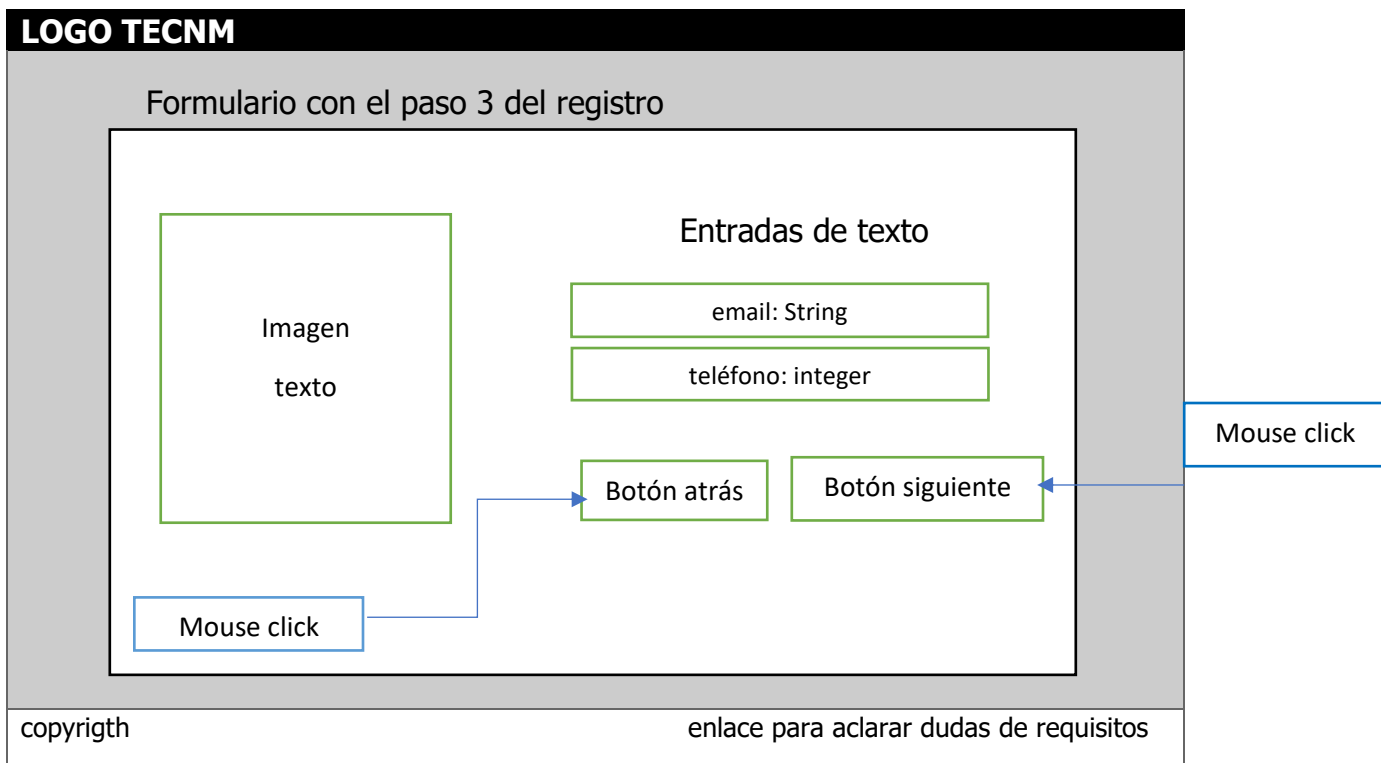 LOGO TECNM
Formulario con el paso 3 del registro
Imagen
texto
Entradas de texto
email: String
teléfono: integer
Botón atrás
Botón siguiente
Mouse click
Mouse click
copyrigth
enlace para aclarar dudas de requisitos